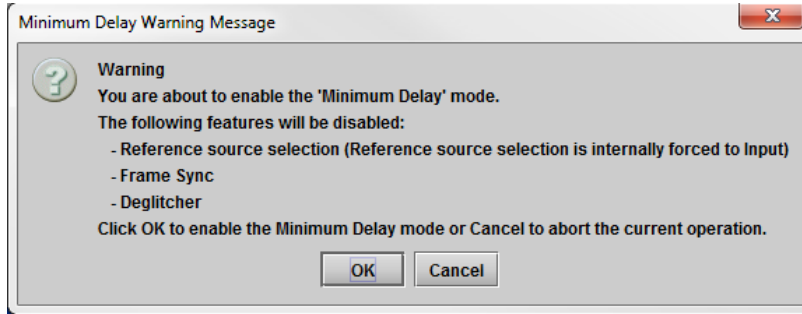 Minimum Delay Warning Message
Warning
You are about to enable the 'Minimum Delay' mode.
The following features will be disabled:
- Reference source selection (Reference source selection is internally forced to Input)
- Frame Sync
- Deglitcher
Click OK to enable the Minimum Delay mode or Cancel to abort the current operation.
OK Cancel